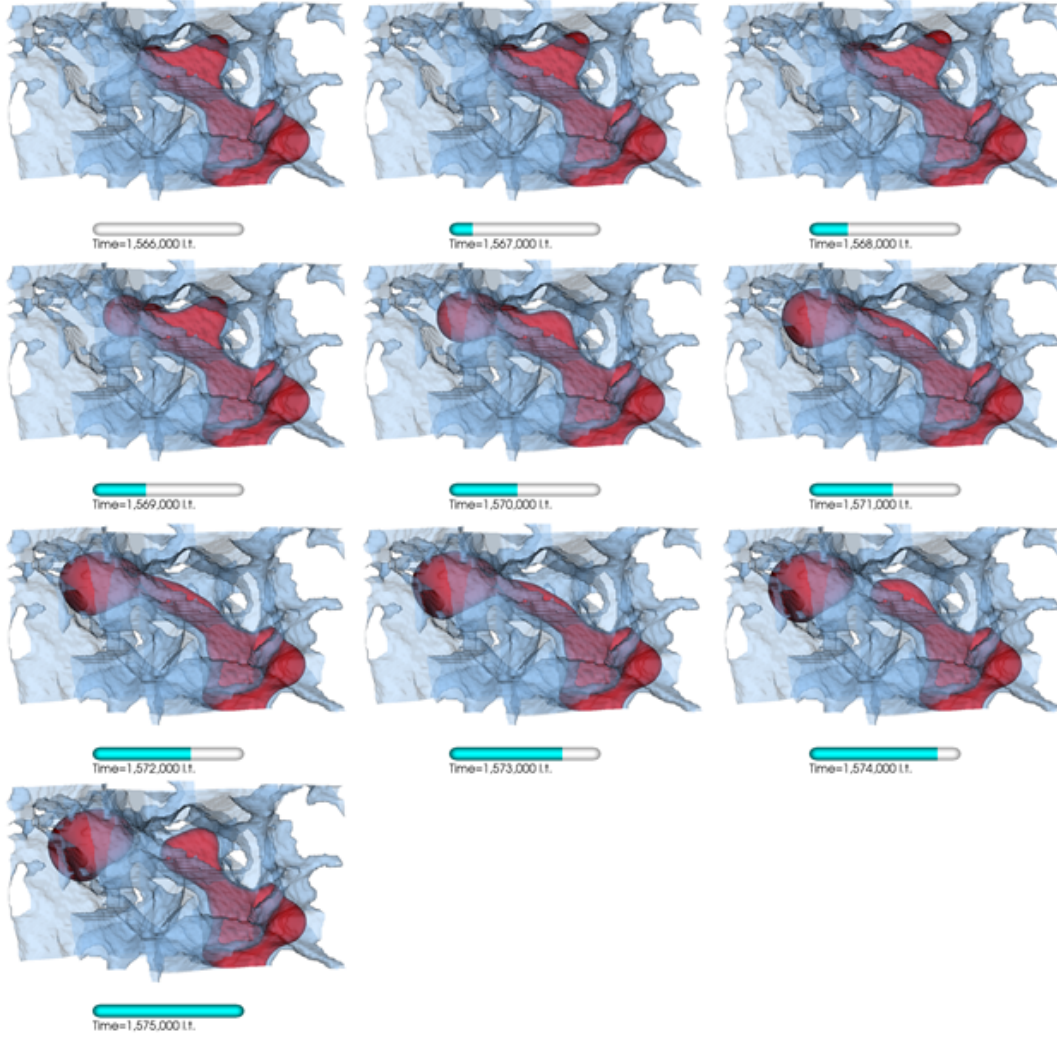 Time=1,566,000 l.t.
Time=1,567,000 l.t.
Time=1,568,000 l.t.
Time=1,569,000 l.t.
Time=1,570,000 l.t.
Time=1,571,000 l.t.
Time=1,572,000 l.t.
Time=1,573,000 l.t.
Time=1,574,000 l.t.
Time=1,575,000 l.t.